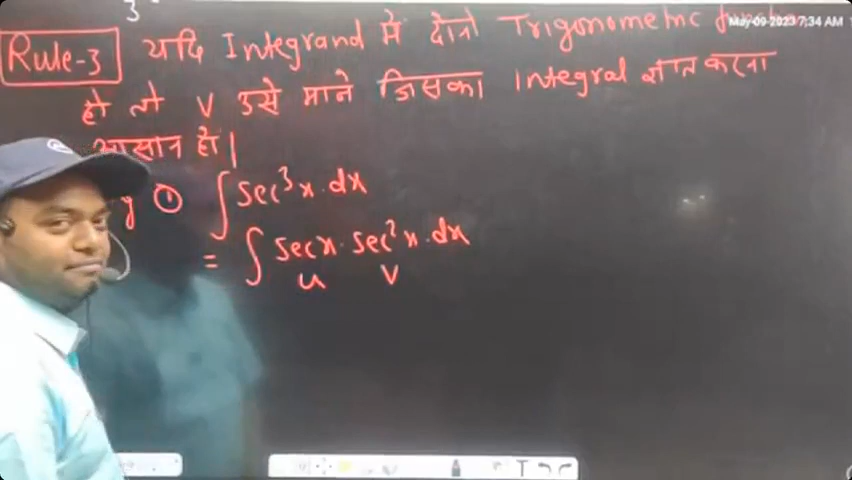 3
May-09-2023 7:34 AM
Rule-3 यदि Integrand में दोनो Trigonometric
हो तो v उसे माने जिसका Integral ज्ञात करना
आसान हो|
g ① ∫sec³x.dx
= ∫secx.sec²x.dx
u v
T